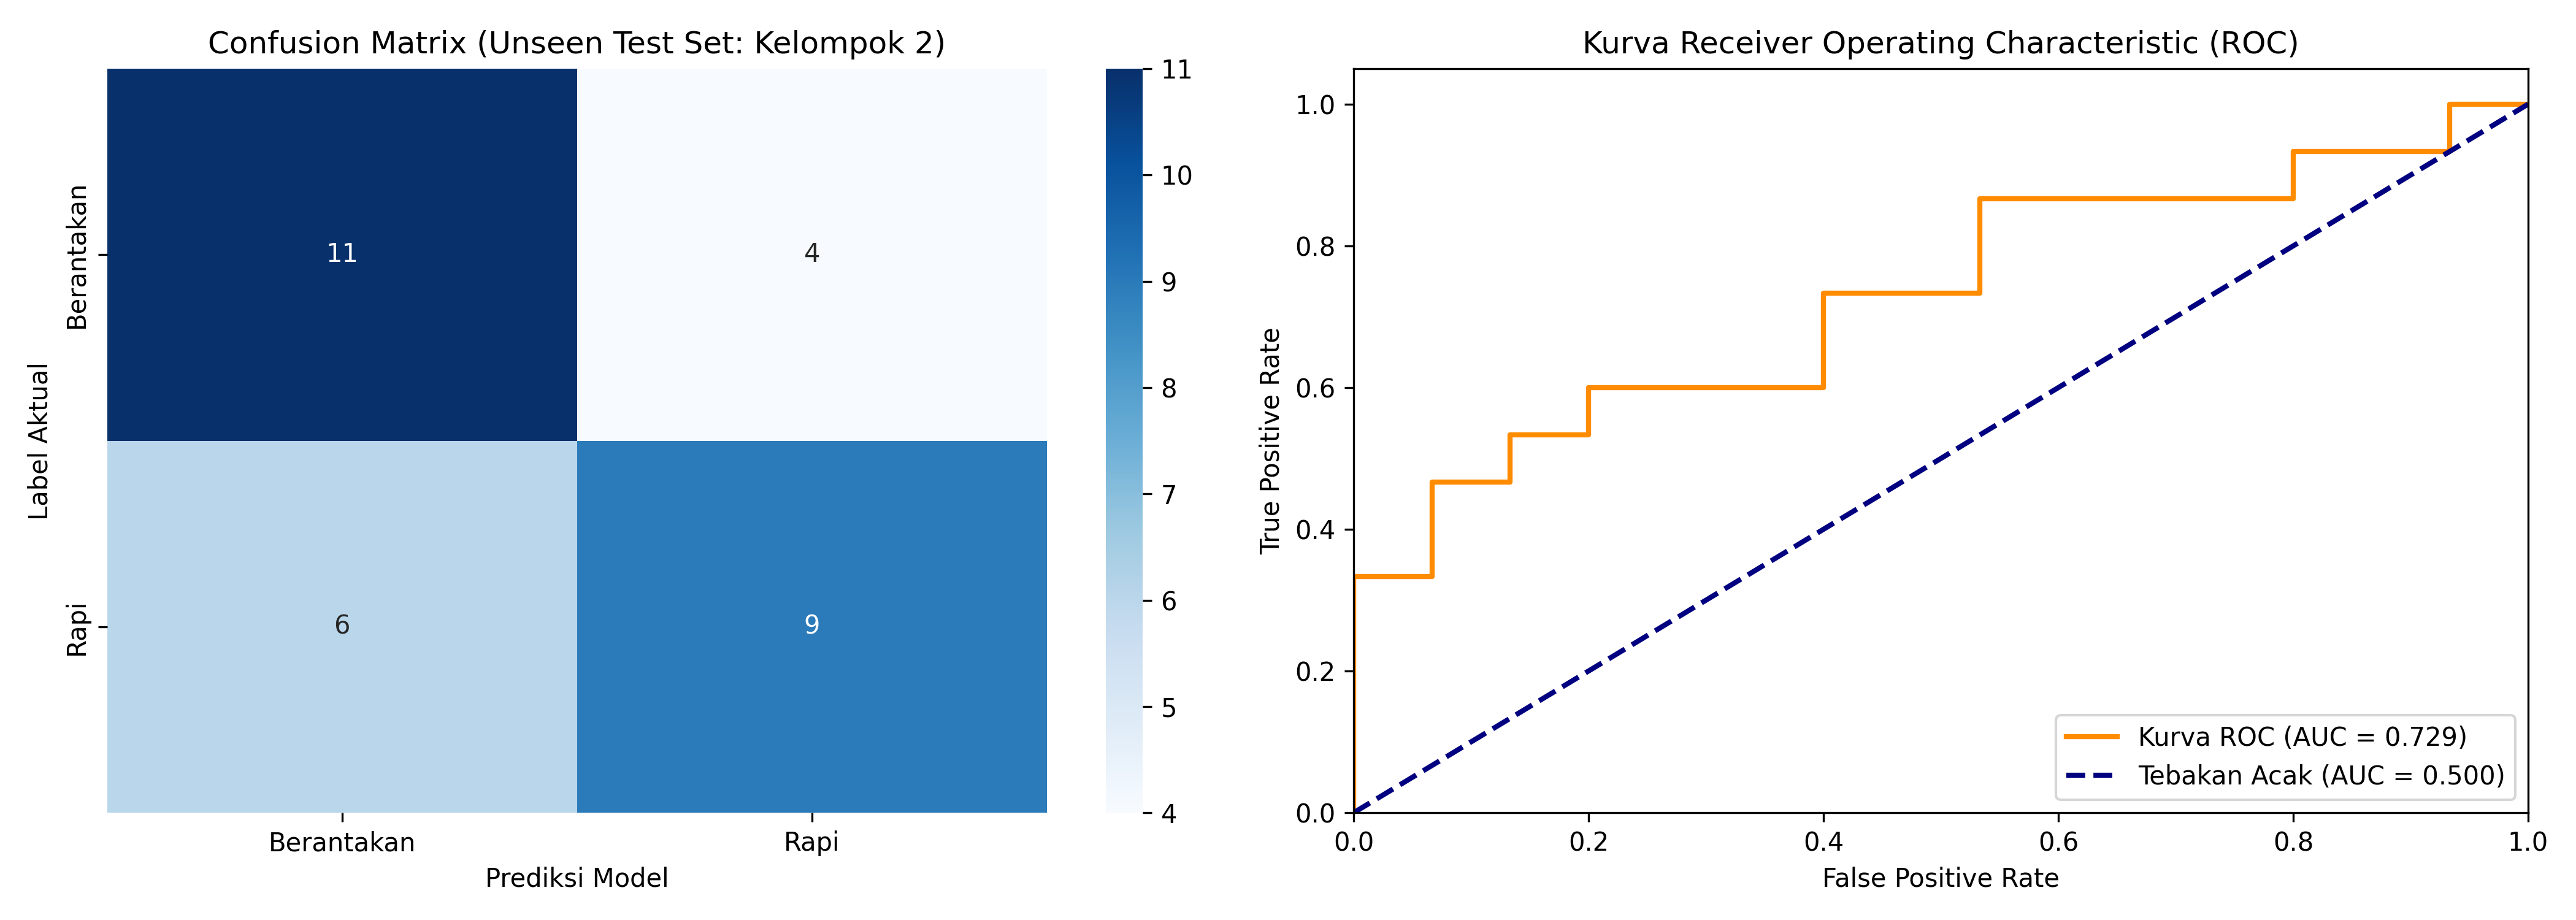 Confusion Matrix (Unseen Test Set: Kelompok 2)
Label Aktual
Berantakan
Rapi
11
4
6
9
Berantakan
Rapi
Prediksi Model
11
10
9
8
7
6
5
4
Kurva Receiver Operating Characteristic (ROC)
True Positive Rate
1.0
0.8
0.6
0.4
0.2
0.0
0.0
0.2
0.4
0.6
0.8
1.0
False Positive Rate
Kurva ROC (AUC = 0.729)
Tebakan Acak (AUC = 0.500)